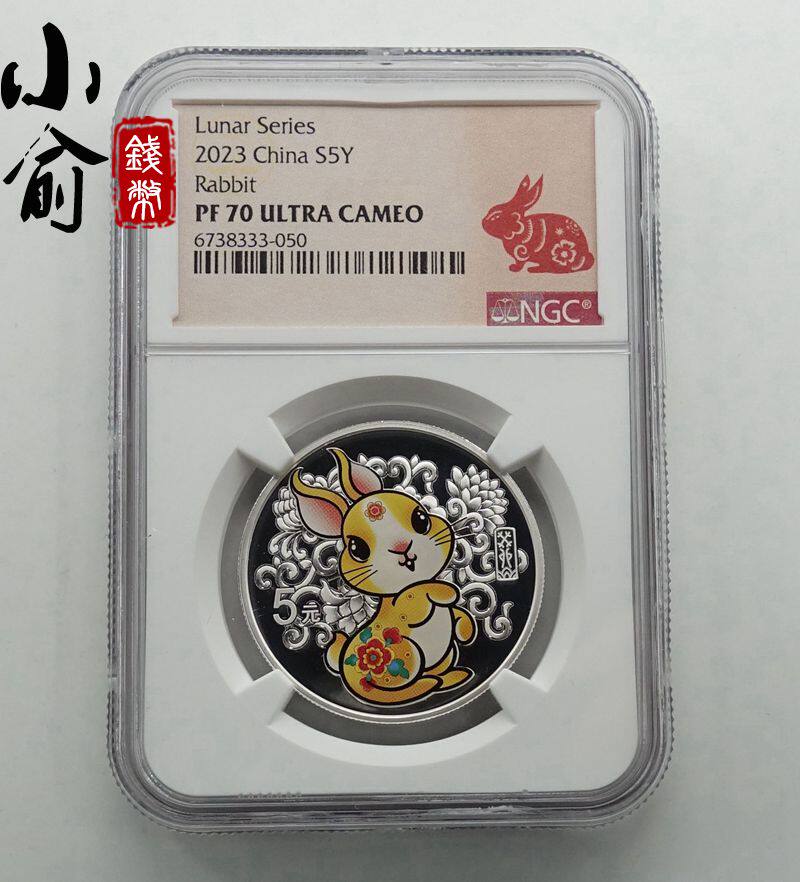 小俞
錢幣
Lunar Series
2023 China S5Y
Rabbit
PF 70 ULTRA CAMEO
6738333-050
NGC®
5元